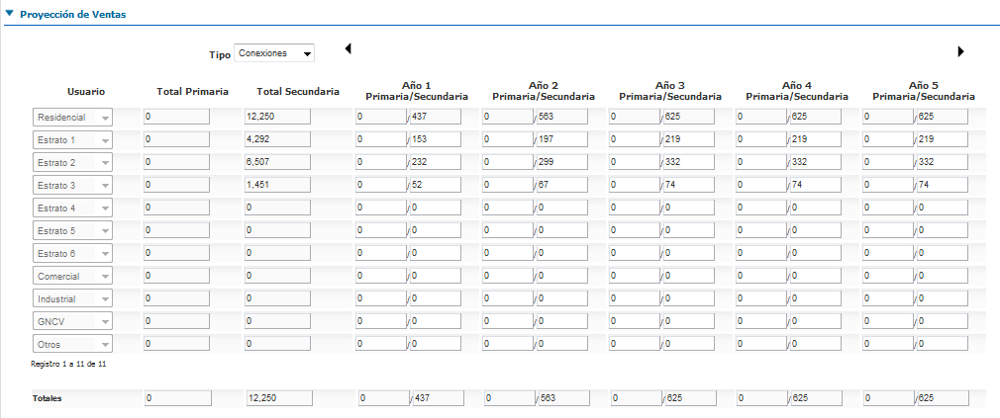 Proyección de Ventas
Tipo Conexiones
Usuario Total Primaria Total Secundaria Año 1 Primaria/Secundaria Año 2 Primaria/Secundaria Año 3 Primaria/Secundaria Año 4 Primaria/Secundaria Año 5 Primaria/Secundaria
Residencial 0 12,250 0 / 437 0 / 563 0 / 625 0 / 625 0 / 625
Estrato 1 0 4,292 0 / 153 0 / 197 0 / 219 0 / 219 0 / 219
Estrato 2 0 6,507 0 / 232 0 / 299 0 / 332 0 / 332 0 / 332
Estrato 3 0 1,451 0 / 52 0 / 67 0 / 74 0 / 74 0 / 74
Estrato 4 0 0 0 / 0 0 / 0 0 / 0 0 / 0 0 / 0
Estrato 5 0 0 0 / 0 0 / 0 0 / 0 0 / 0 0 / 0
Estrato 6 0 0 0 / 0 0 / 0 0 / 0 0 / 0 0 / 0
Comercial 0 0 0 / 0 0 / 0 0 / 0 0 / 0 0 / 0
Industrial 0 0 0 / 0 0 / 0 0 / 0 0 / 0 0 / 0
GNCV 0 0 0 / 0 0 / 0 0 / 0 0 / 0 0 / 0
Otros 0 0 0 / 0 0 / 0 0 / 0 0 / 0 0 / 0
Registro 1 a 11 de 11
Totales 0 12,250 0 / 437 0 / 563 0 / 625 0 / 625 0 / 625